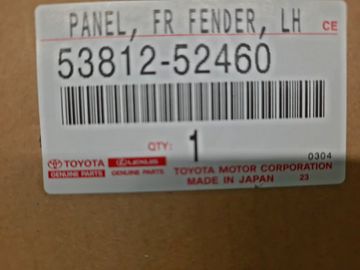 PANEL, FR FENDER, LH
CE
53812-52460
QTY: 1
0304
TOYOTA LEXUS TOYOTA MOTOR CORPORATION
GENUINE PARTS GENUINE PARTS MADE IN JAPAN 23